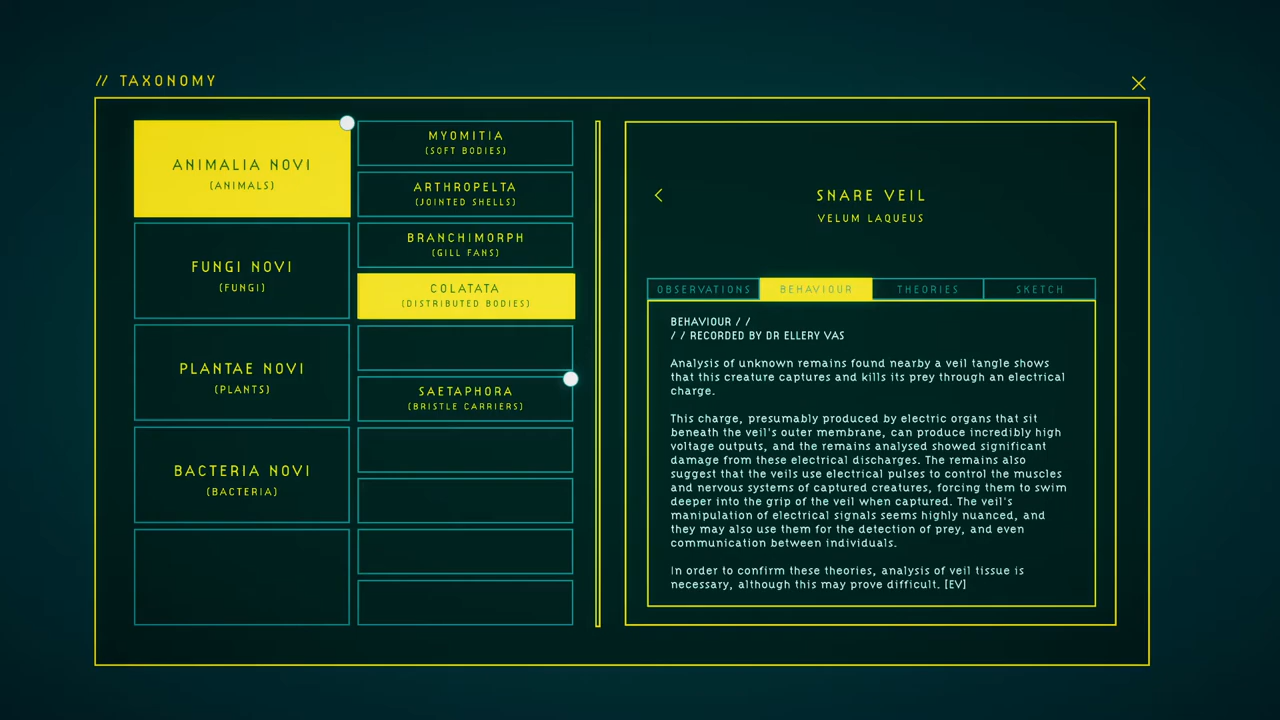 // TAXONOMY
ANIMALIA NOVI
(ANIMALS)
FUNGI NOVI
(FUNGI)
PLANTAE NOVI
(PLANTS)
BACTERIA NOVI
(BACTERIA)
MYOMITIA
(SOFT BODIES)
ARTHROPELTA
(JOINTED SHELLS)
BRANCHIMORPH
(GILL FANS)
COLATATA
(DISTRIBUTED BODIES)
SAETAPHORA
(BRISTLE CARRIERS)
SNARE VEIL
VELUM LAQUEUS
OBSERVATIONS BEHAVIOUR THEORIES SKETCH
BEHAVIOUR / /
/ / RECORDED BY DR ELLERY VAS
Analysis of unknown remains found nearby a veil tangle shows
that this creature captures and kills its prey through an electrical
charge.
This charge, presumably produced by electric organs that sit
beneath the veil's outer membrane, can produce incredibly high
voltage outputs, and the remains analysed showed significant
damage from these electrical discharges. The remains also
suggest that the veils use electrical pulses to control the muscles
and nervous systems of captured creatures, forcing them to swim
deeper into the grip of the veil when captured. The veil's
manipulation of electrical signals seems highly nuanced, and
they may also use them for the detection of prey, and even
communication between individuals.
In order to confirm these theories, analysis of veil tissue is
necessary, although this may prove difficult. [EV]